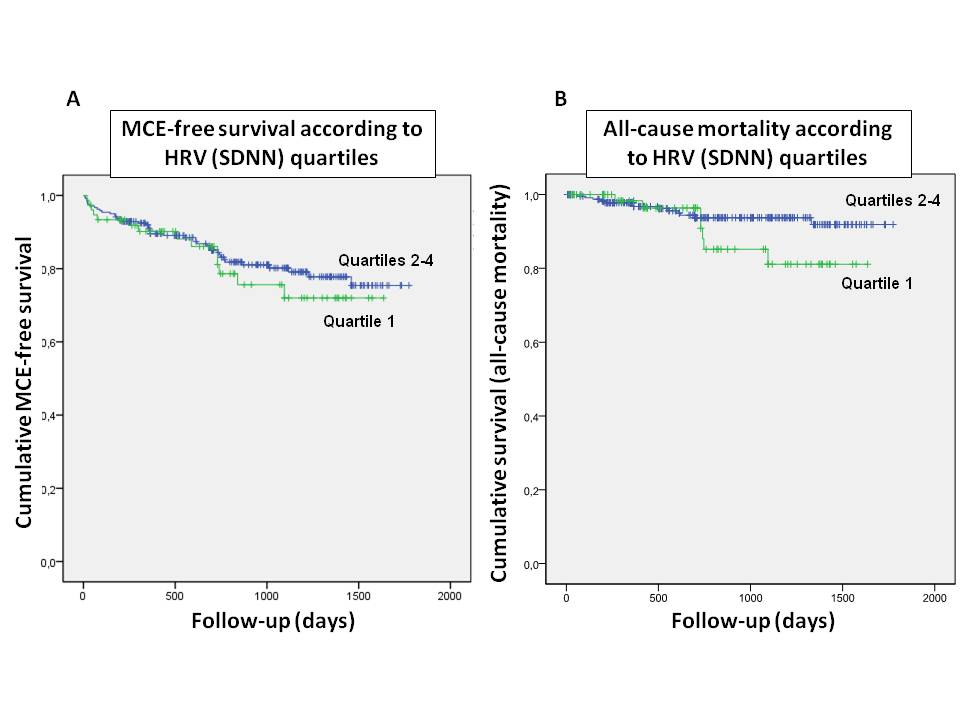 A
MCE-free survival according to
HRV (SDNN) quartiles
Cumulative MCE-free survival
1,0
0,8
0,6
0,4
0,2
0,0
Quartiles 2-4
Quartile 1
0
500
1000
1500
2000
Follow-up (days)
B
All-cause mortality according
to HRV (SDNN) quartiles
Cumulative survival (all-cause mortality)
1,0
0,8
0,6
0,4
0,2
0,0
Quartiles 2-4
Quartile 1
0
500
1000
1500
2000
Follow-up (days)